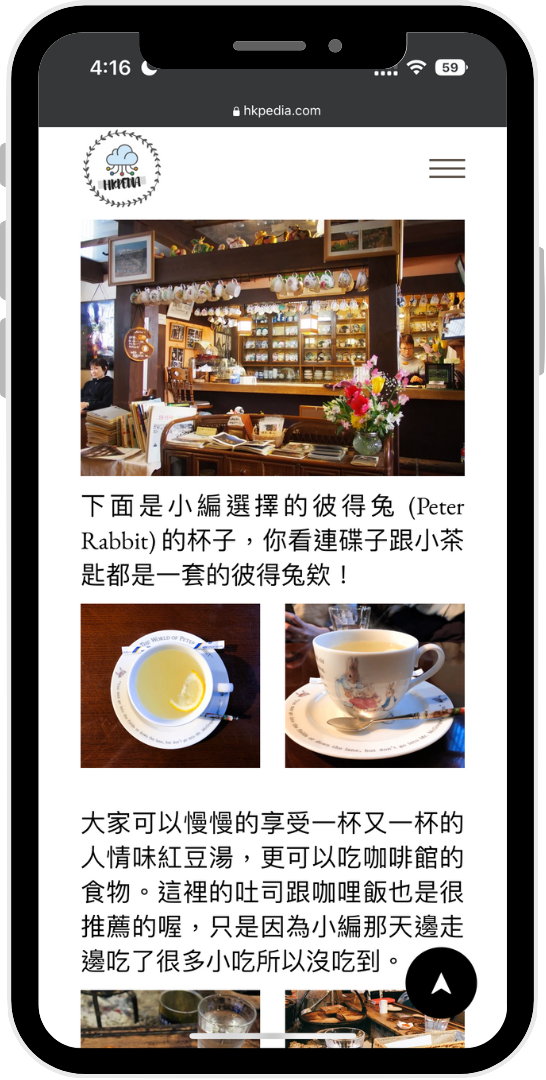 4:16
59
hkpedia.com
HKPEDIA
下面是小編選擇的彼得兔 (Peter
Rabbit) 的杯子，你看連碟子跟小茶
匙都是一套的彼得兔欸！
THE WORLD OF PETER
大家可以慢慢的享受一杯又一杯的
人情味紅豆湯，更可以吃咖啡館的
食物。這裡的吐司跟咖哩飯也是很
推薦的喔，只是因為小編那天邊走
邊吃了很多小吃所以沒吃到。